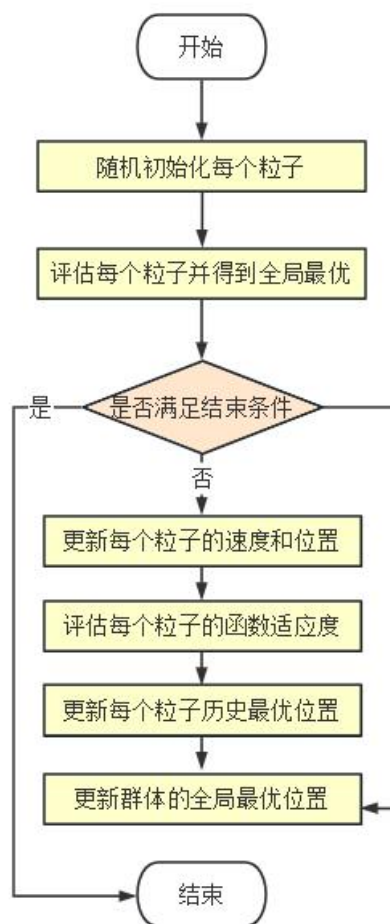 开始
随机初始化每个粒子
评估每个粒子并得到全局最优
是否满足结束条件
是
否
更新每个粒子的速度和位置
评估每个粒子的函数适应度
更新每个粒子历史最优位置
更新群体的全局最优位置
结束